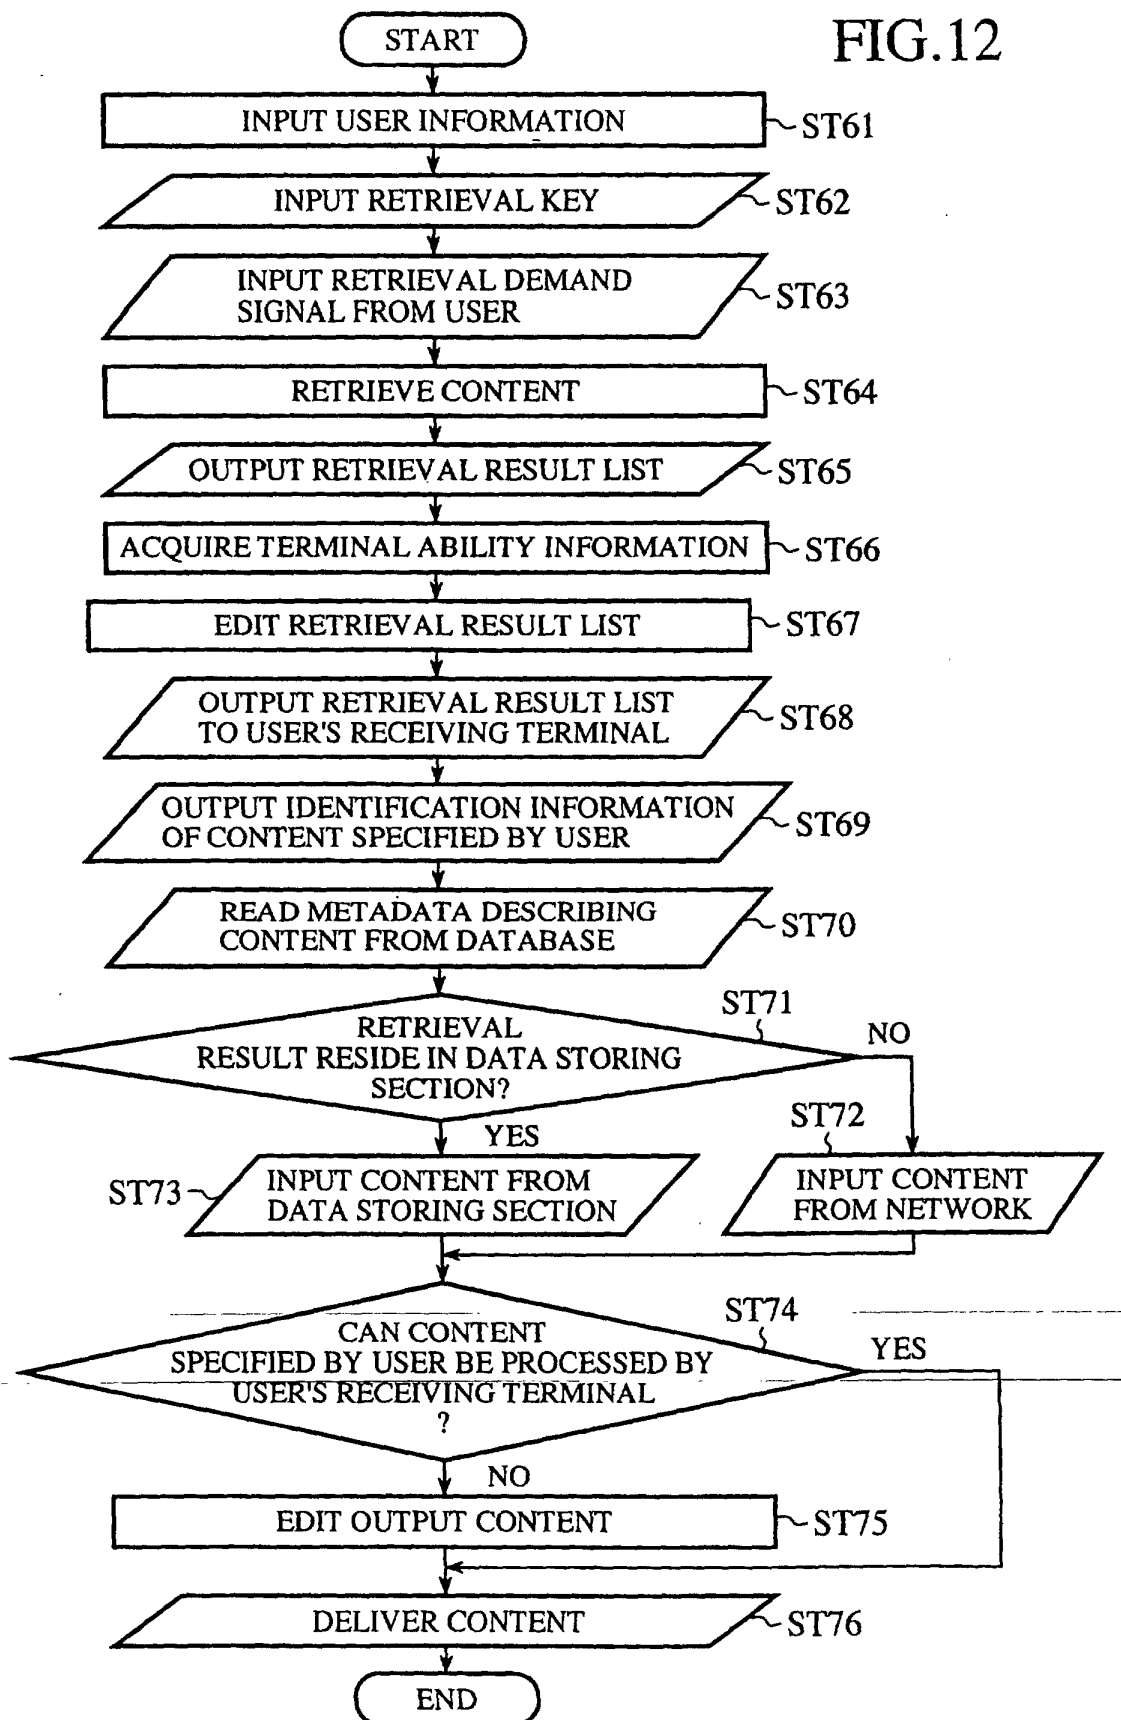 FIG.12
START
INPUT USER INFORMATION
ST61
INPUT RETRIEVAL KEY
ST62
INPUT RETRIEVAL DEMAND
SIGNAL FROM USER
ST63
RETRIEVE CONTENT
ST64
OUTPUT RETRIEVAL RESULT LIST
ST65
ACQUIRE TERMINAL ABILITY INFORMATION
ST66
EDIT RETRIEVAL RESULT LIST
ST67
OUTPUT RETRIEVAL RESULT LIST
TO USER'S RECEIVING TERMINAL
ST68
OUTPUT IDENTIFICATION INFORMATION
OF CONTENT SPECIFIED BY USER
ST69
READ METADATA DESCRIBING
CONTENT FROM DATABASE
ST70
ST71
RETRIEVAL
RESULT RESIDE IN DATA STORING
SECTION?
NO
YES
ST72
INPUT CONTENT
FROM NETWORK
ST73
INPUT CONTENT FROM
DATA STORING SECTION
ST74
CAN CONTENT
SPECIFIED BY USER BE PROCESSED BY
USER'S RECEIVING TERMINAL
?
YES
NO
EDIT OUTPUT CONTENT
ST75
DELIVER CONTENT
ST76
END